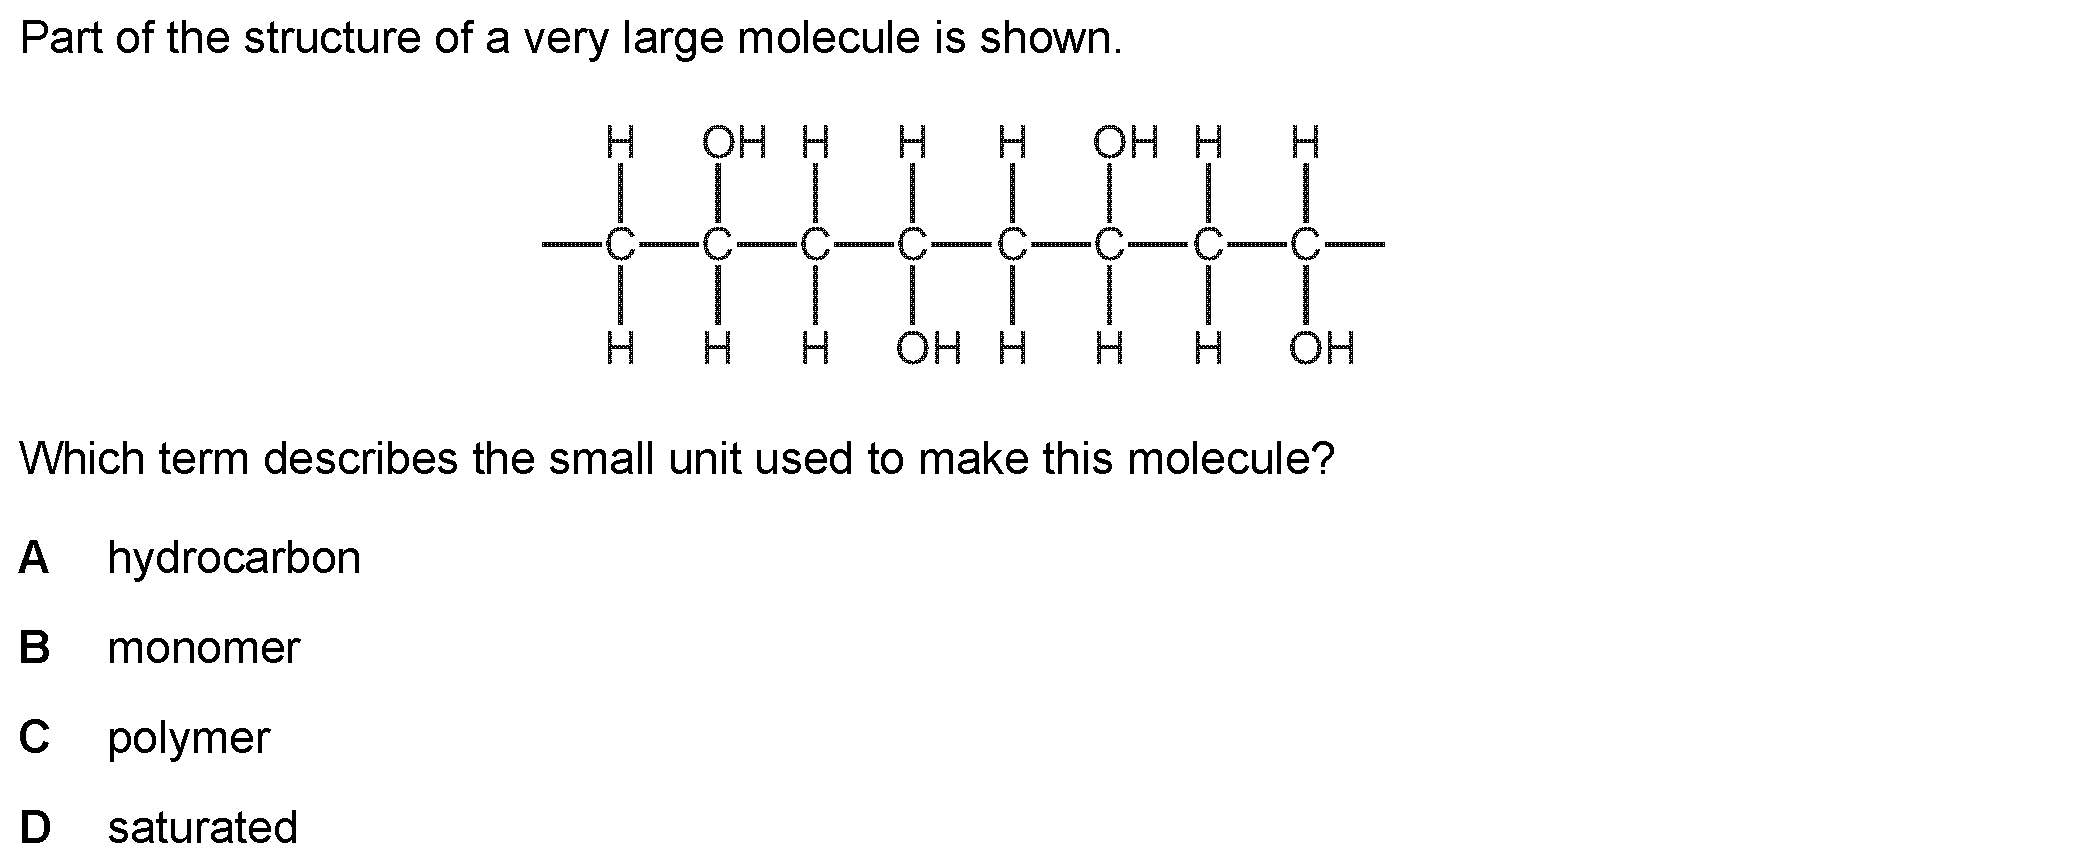 Part of the structure of a very large molecule is shown.
H OH H H H OH H H
C C C C C C C C
H H H OH H H H OH
Which term describes the small unit used to make this molecule?
A hydrocarbon
B monomer
C polymer
D saturated